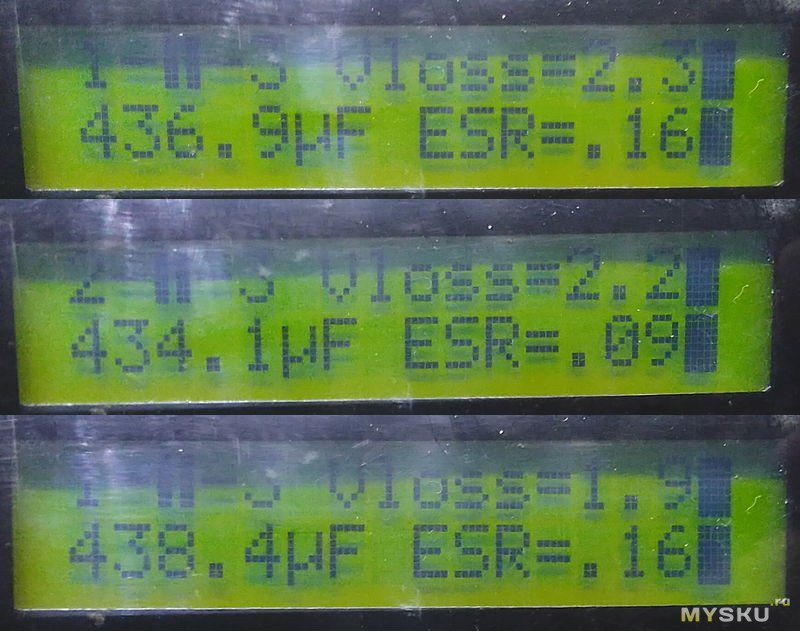 1-‖-3 Vloss=2.3
436.9µF ESR=.16
2-‖-3 Vloss=2.2
434.1µF ESR=.09
1-‖-3 Vloss=1.9
438.4µF ESR=.16
MYSKU.ru